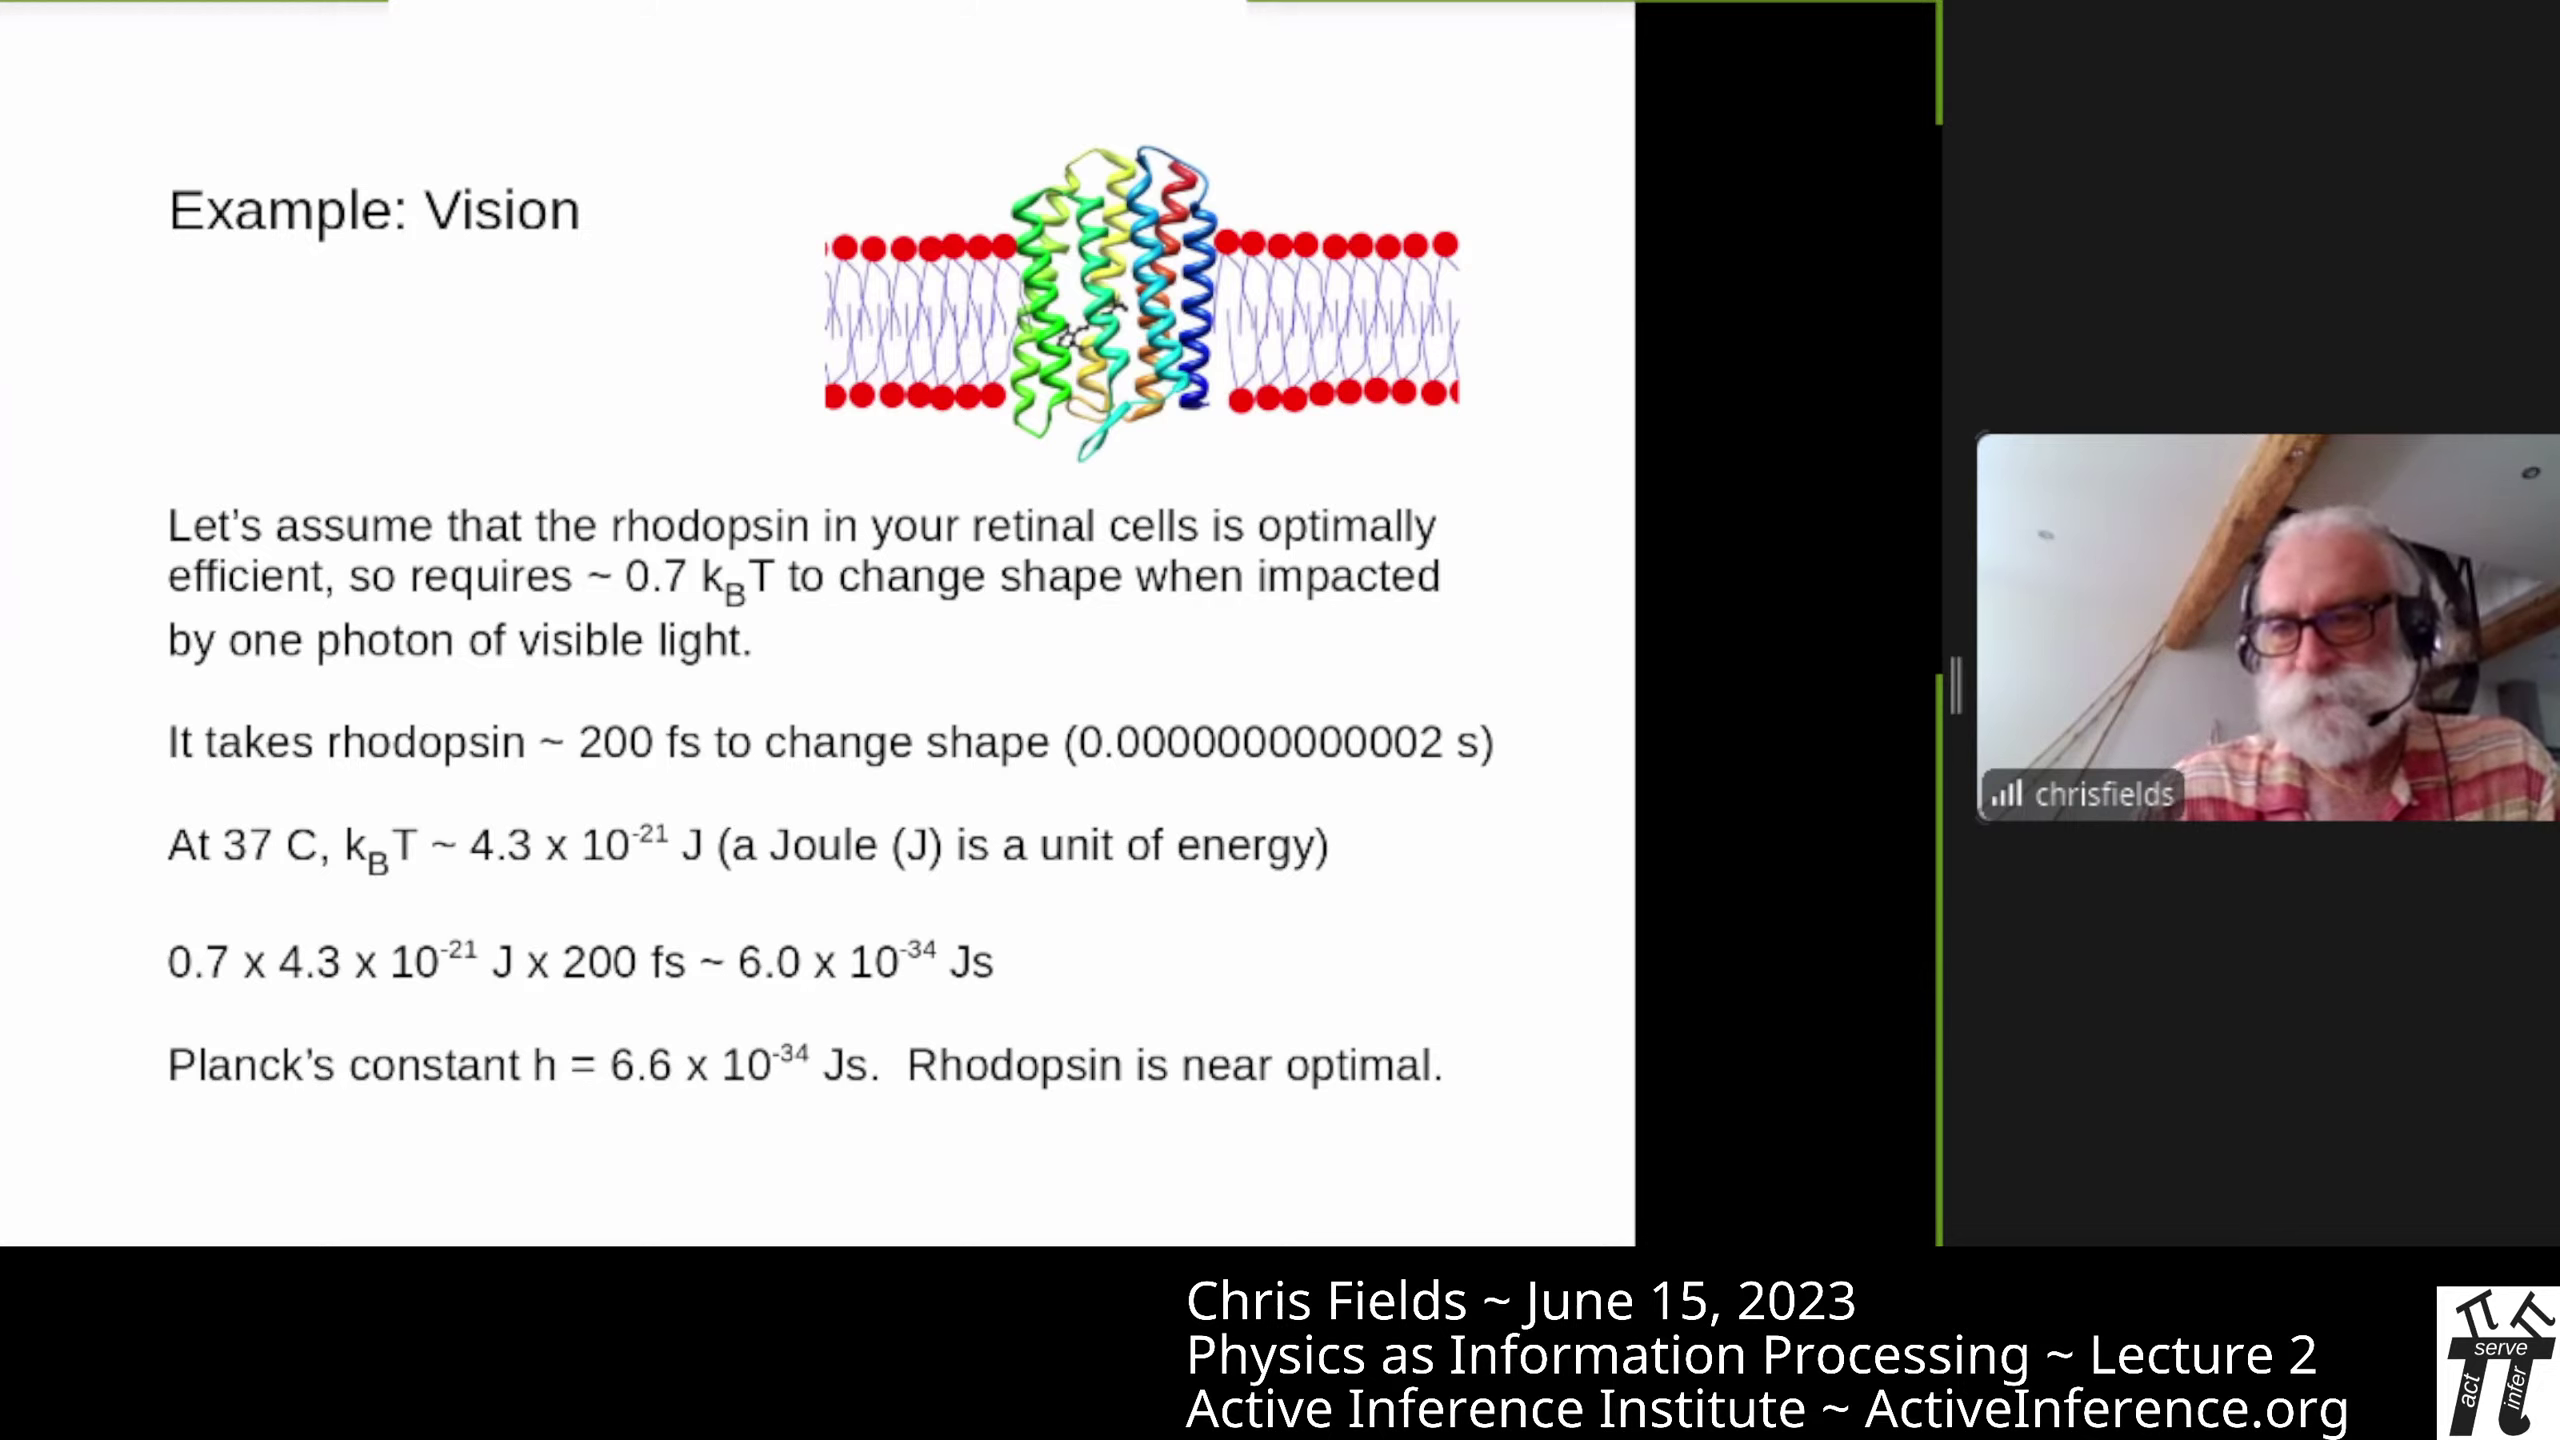 Example: Vision
Let's assume that the rhodopsin in your retinal cells is optimally
efficient, so requires ~ 0.7 kBT to change shape when impacted
by one photon of visible light.
It takes rhodopsin ~ 200 fs to change shape (0.0000000000002 s)
At 37 C, kBT ~ 4.3 x 10-21 J (a Joule (J) is a unit of energy)
0.7 x 4.3 x 10-21 J x 200 fs ~ 6.0 x 10-34 Js
Planck's constant h = 6.6 x 10-34 Js. Rhodopsin is near optimal.
chrisfields
Chris Fields ~ June 15, 2023
Physics as Information Processing ~ Lecture 2
Active Inference Institute ~ ActiveInference.org
serve
act
infer